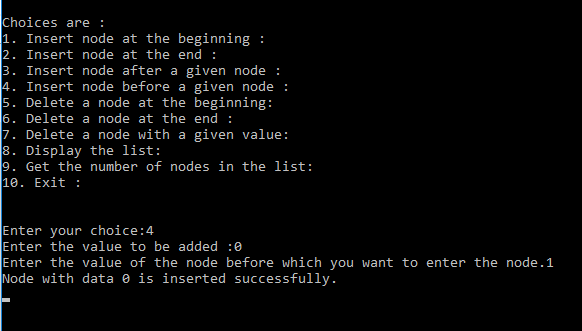 Choices are :
1. Insert node at the beginning :
2. Insert node at the end :
3. Insert node after a given node :
4. Insert node before a given node :
5. Delete a node at the beginning:
6. Delete a node at the end :
7. Delete a node with a given value:
8. Display the list:
9. Get the number of nodes in the list:
10. Exit :
Enter your choice:4
Enter the value to be added :0
Enter the value of the node before which you want to enter the node.1
Node with data 0 is inserted successfully.